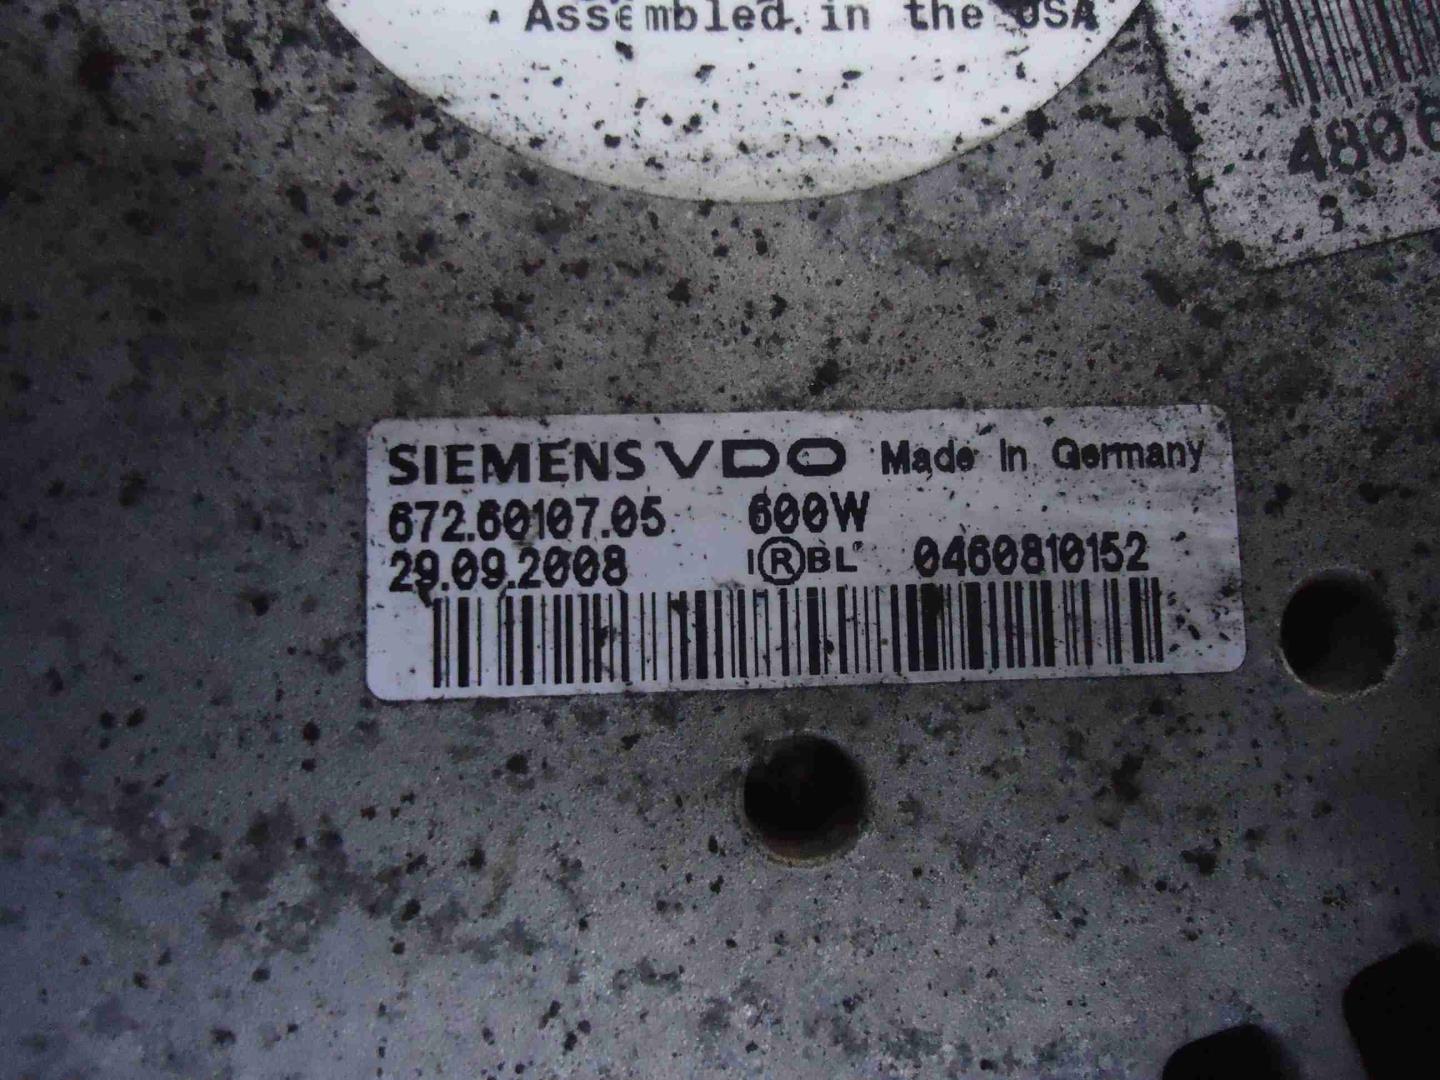 Assembled in the USA
480.6
SIEMENS VDO Made In Germany
672.60107.05 600W
29.09.2008 I®BL 0460810152